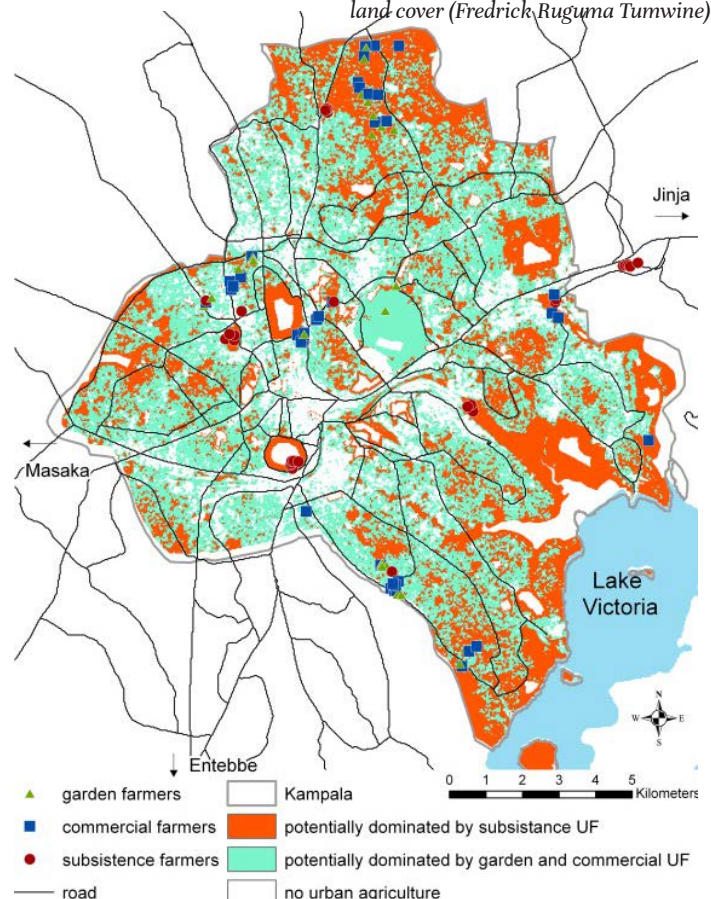 land cover (Fredrick Ruguma Tumwine)
Jinja
Masaka
Lake
Victoria
N
W E
S
Entebbe
0 1 2 3 4 5
Kilometers
garden farmers
Kampala
commercial farmers
potentially dominated by subsistance UF
subsistence farmers
potentially dominated by garden and commercial UF
road
no urban agriculture